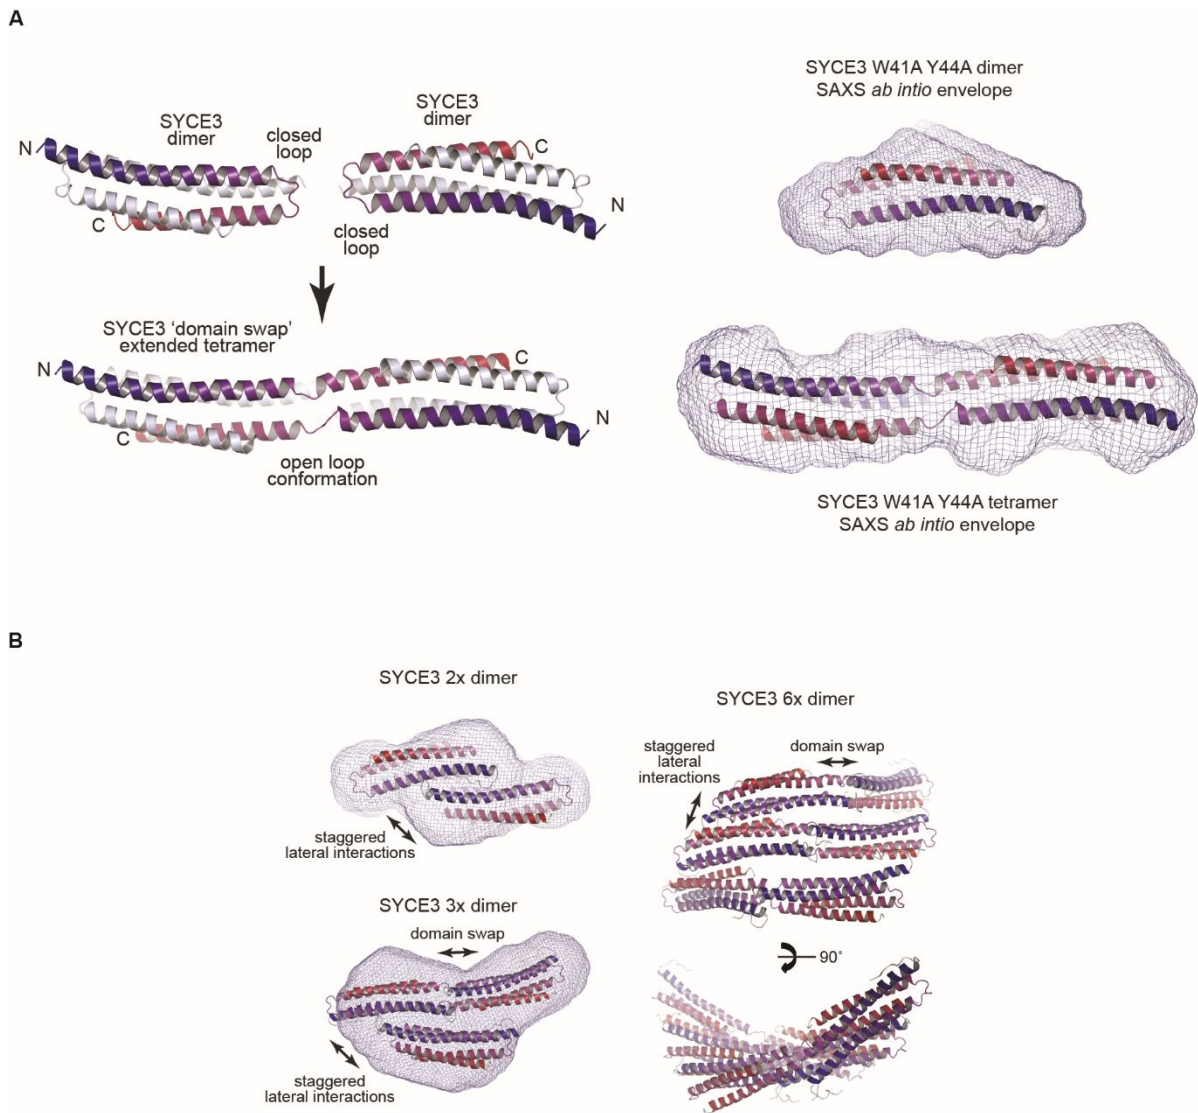 A
SYCE3
dimer
closed
loop
N
C
SYCE3
dimer
C
N
closed
loop
SYCE3 W41A Y44A dimer
SAXS ab intio envelope
SYCE3 'domain swap'
extended tetramer
N
C
C
N
open loop
conformation
SYCE3 W41A Y44A tetramer
SAXS ab intio envelope
B
SYCE3 2x dimer
staggered
lateral interactions
SYCE3 3x dimer
domain swap
staggered
lateral interactions
SYCE3 6x dimer
staggered
lateral
interactions
domain swap
90°